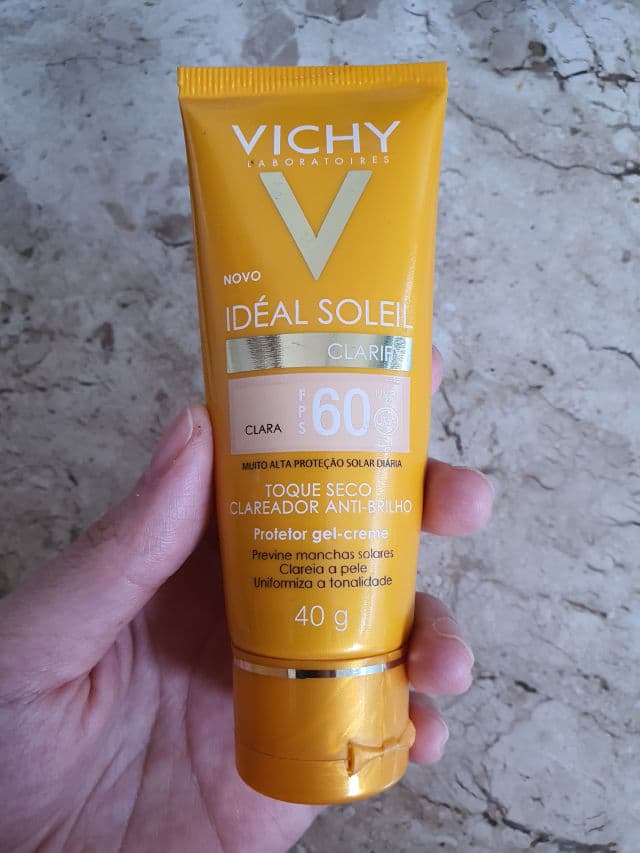 VICHY
LABORATOIRES
NOVO
IDÉAL SOLEIL
CLARIFY
CLARA
FPS 60
MUITO ALTA PROTEÇÃO SOLAR DIÁRIA
TOQUE SECO
CLAREADOR ANTI-BRILHO
Protetor gel-creme
Previne manchas solares
Clareia a pele
Uniformiza a tonalidade
40 g